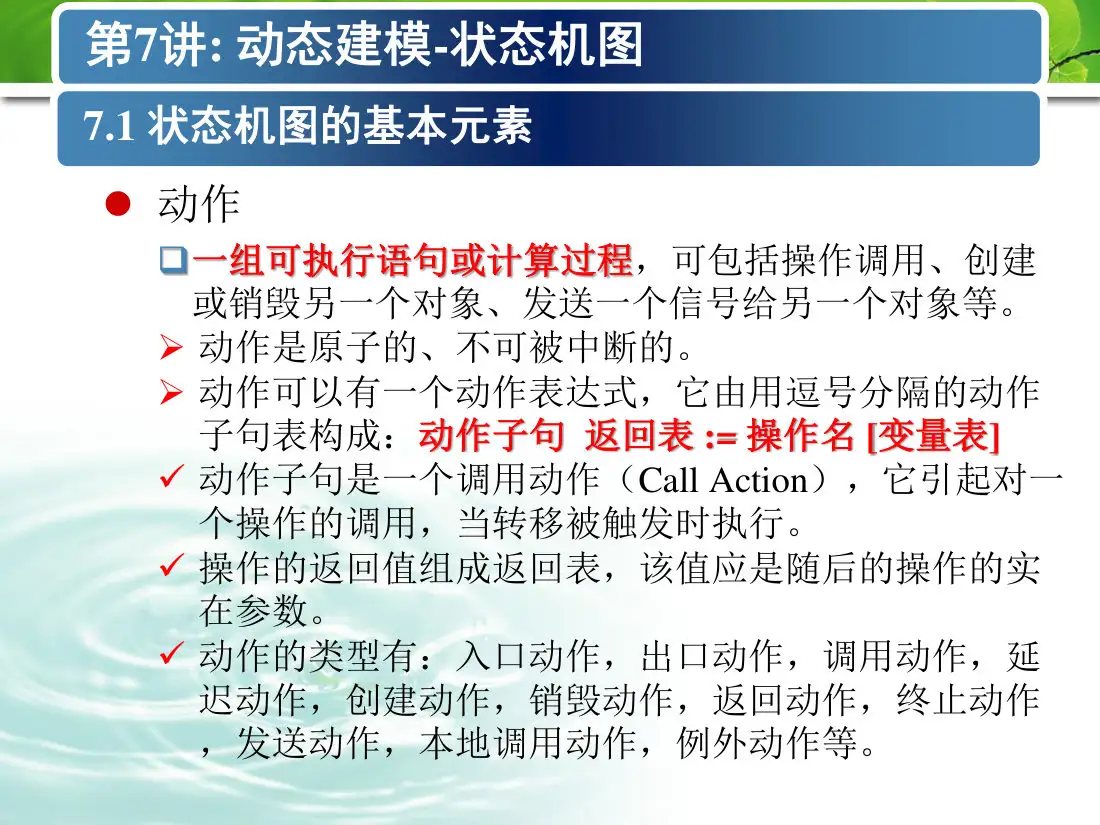 第7讲: 动态建模-状态机图
7.1 状态机图的基本元素
动作
一组可执行语句或计算过程，可包括操作调用、创建
或销毁另一个对象、发送一个信号给另一个对象等。
动作是原子的、不可被中断的。
动作可以有一个动作表达式，它由用逗号分隔的动作
子句表构成：动作子句 返回表 := 操作名 [变量表]
动作子句是一个调用动作（Call Action），它引起对一
个操作的调用，当转移被触发时执行。
操作的返回值组成返回表，该值应是随后的操作的实
在参数。
动作的类型有：入口动作，出口动作，调用动作，延
迟动作，创建动作，销毁动作，返回动作，终止动作
，发送动作，本地调用动作，例外动作等。